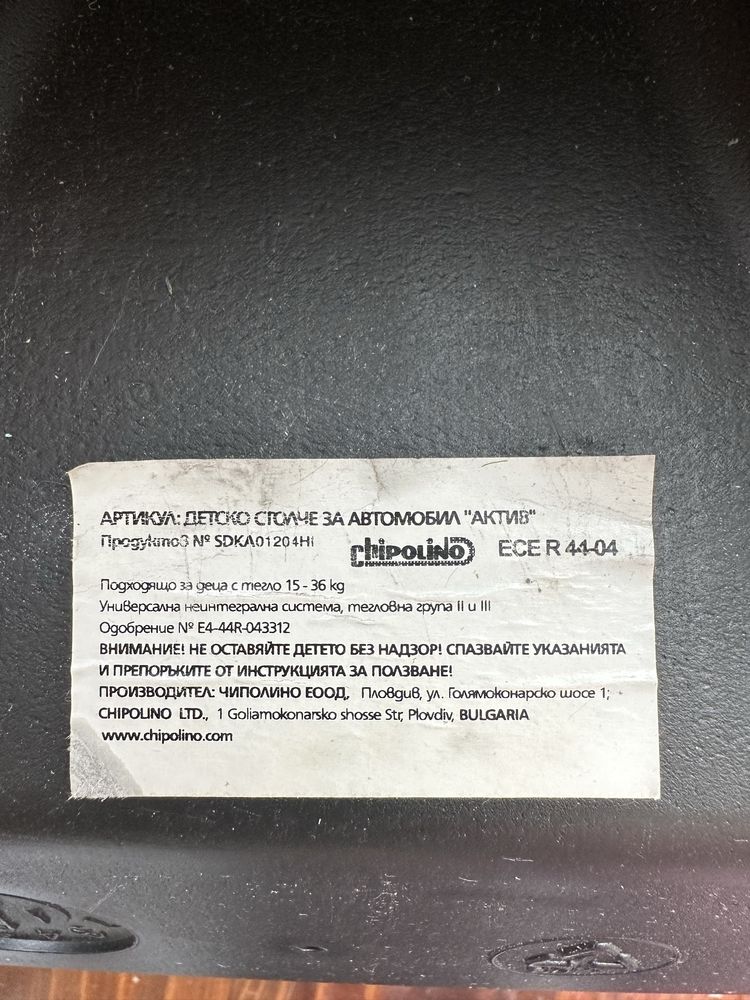 АРТИКУЛ: ДЕТСКО СТОЛЧЕ ЗА АВТОМОБИЛ "АКТИВ"
Продуктов № SDKA01204HI
chipolino ECE R 44-04
Подходящо за деца с тегло 15 - 36 kg
Универсална неинтегрална система, тегловна група II и III
Одобрение № E4-44R-043312
ВНИМАНИЕ! НЕ ОСТАВЯЙТЕ ДЕТЕТО БЕЗ НАДЗОР! СПАЗВАЙТЕ УКАЗАНИЯТА
И ПРЕПОРЪКИТЕ ОТ ИНСТРУКЦИЯТА ЗА ПОЛЗВАНЕ!
ПРОИЗВОДИТЕЛ: ЧИПОЛИНО ЕООД, Пловдив, ул. Голямоконарско шосе 1;
CHIPOLINO LTD., 1 Goliamokonarsko shosse Str, Plovdiv, BULGARIA
www.chipolino.com